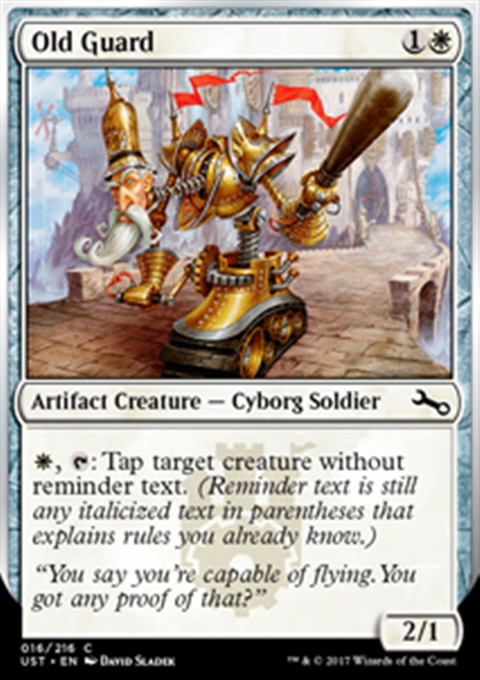 Old Guard 1
Artifact Creature — Cyborg Soldier
, : Tap target creature without
reminder text. (Reminder text is still
any italicized text in parentheses that
explains rules you already know.)
“You say you’re capable of flying. You
got any proof of that?”
2/1
016/216 C
UST • EN David Sladek
™ & © 2017 Wizards of the Coast